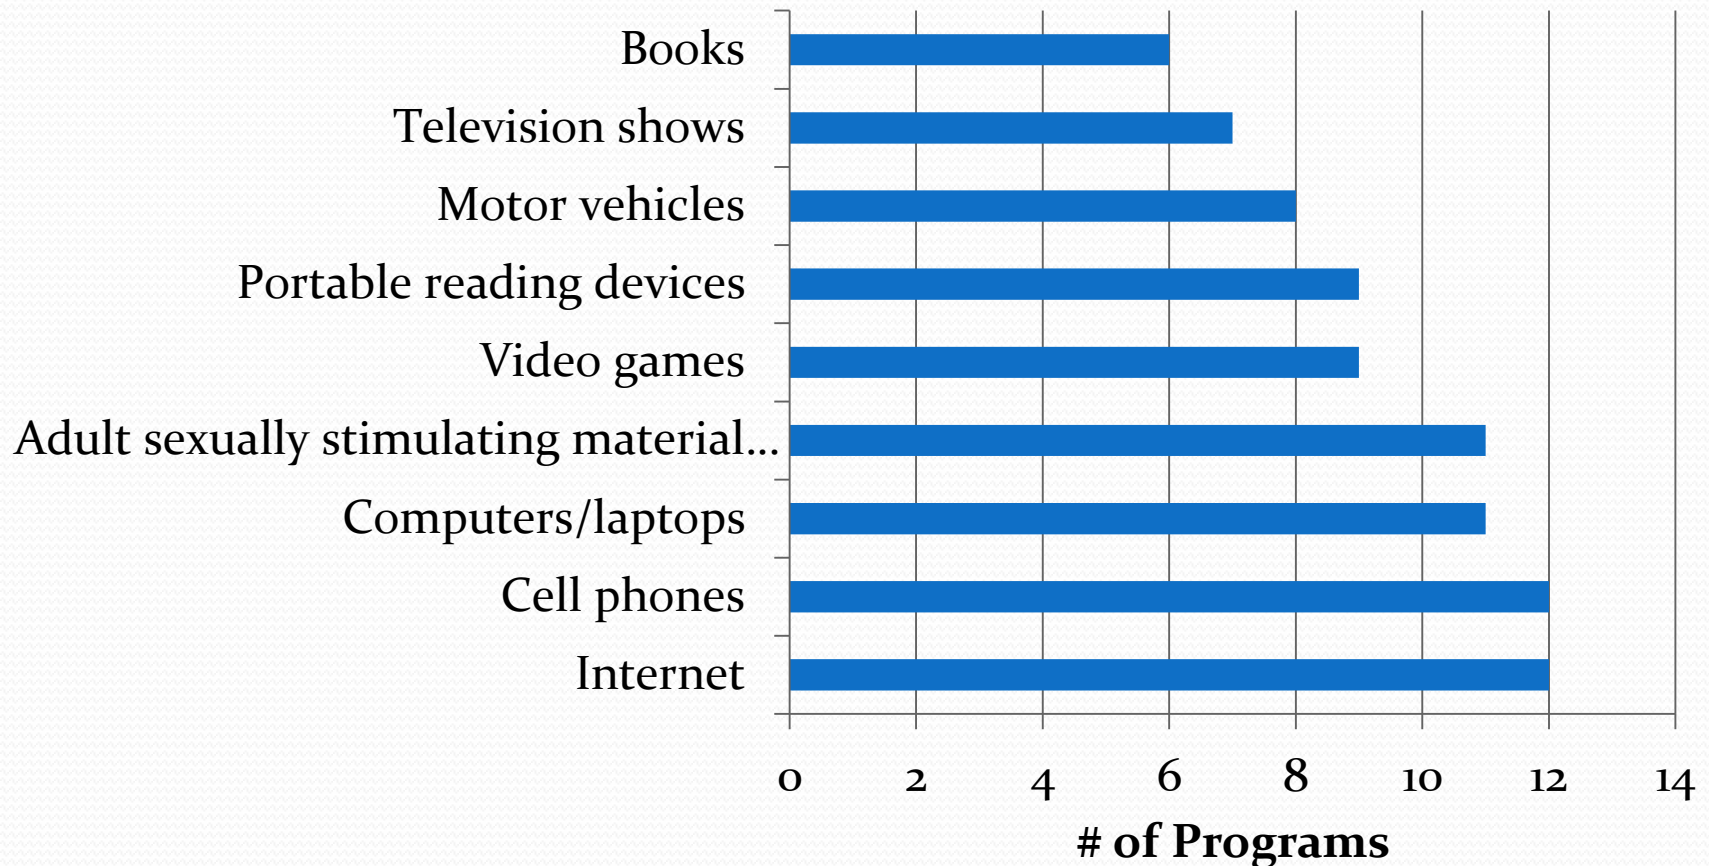 Books
Television shows
Motor vehicles
Portable reading devices
Video games
Adult sexually stimulating material...
Computers/laptops
Cell phones
Internet
0 2 4 6 8 10 12 14
# of Programs